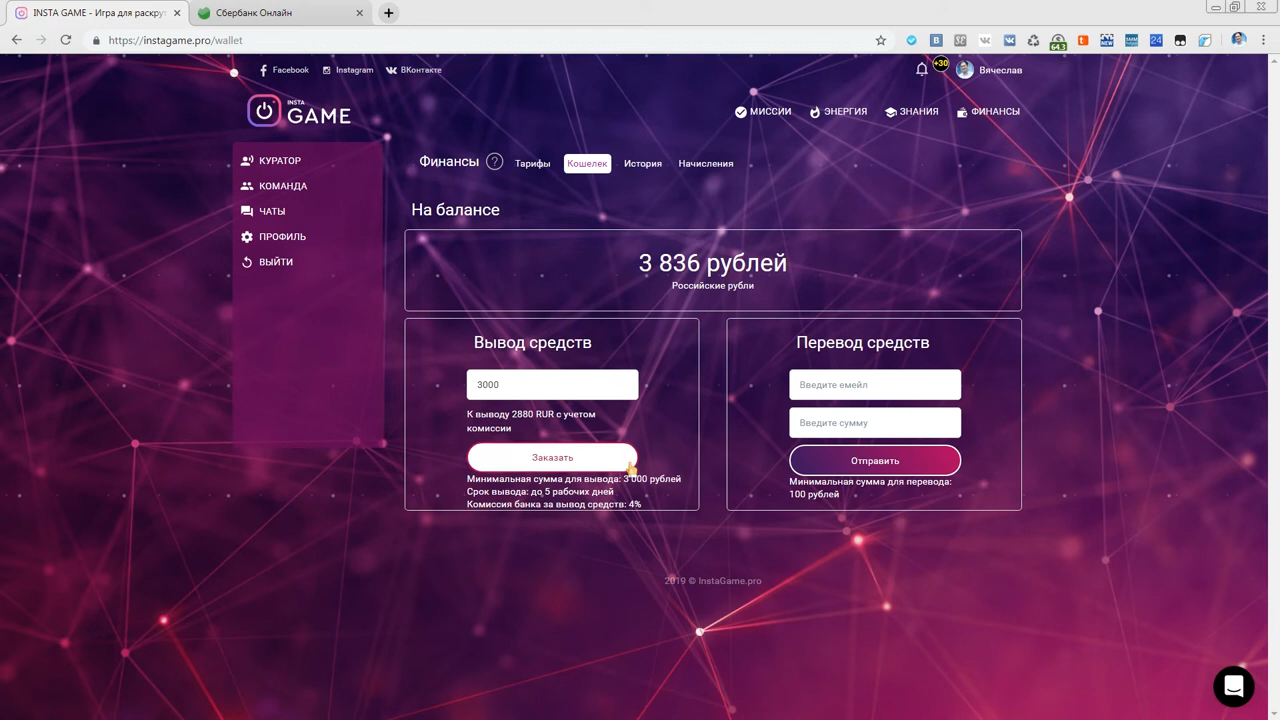 INSTA GAME - Игра для раскру
Сбербанк Онлайн
https://instagame.pro/wallet
64.3
NEW
24
Facebook
Instagram
ВКонтакте
+30
Вячеслав
INSTA
GAME
МИССИИ
ЭНЕРГИЯ
ЗНАНИЯ
ФИНАНСЫ
КУРАТОР
КОМАНДА
ЧАТЫ
ПРОФИЛЬ
ВЫЙТИ
Финансы ?
Тарифы
Кошелек
История
Начисления
На балансе
3 836 рублей
Российские рубли
Вывод средств
3000
К выводу 2880 RUR с учетом
комиссии
Заказать
Минимальная сумма для вывода: 3 000 рублей
Срок вывода: до 5 рабочих дней
Комиссия банка за вывод средств: 4%
Перевод средств
Введите емейл
Введите сумму
Отправить
Минимальная сумма для перевода:
100 рублей
2019 © InstaGame.pro